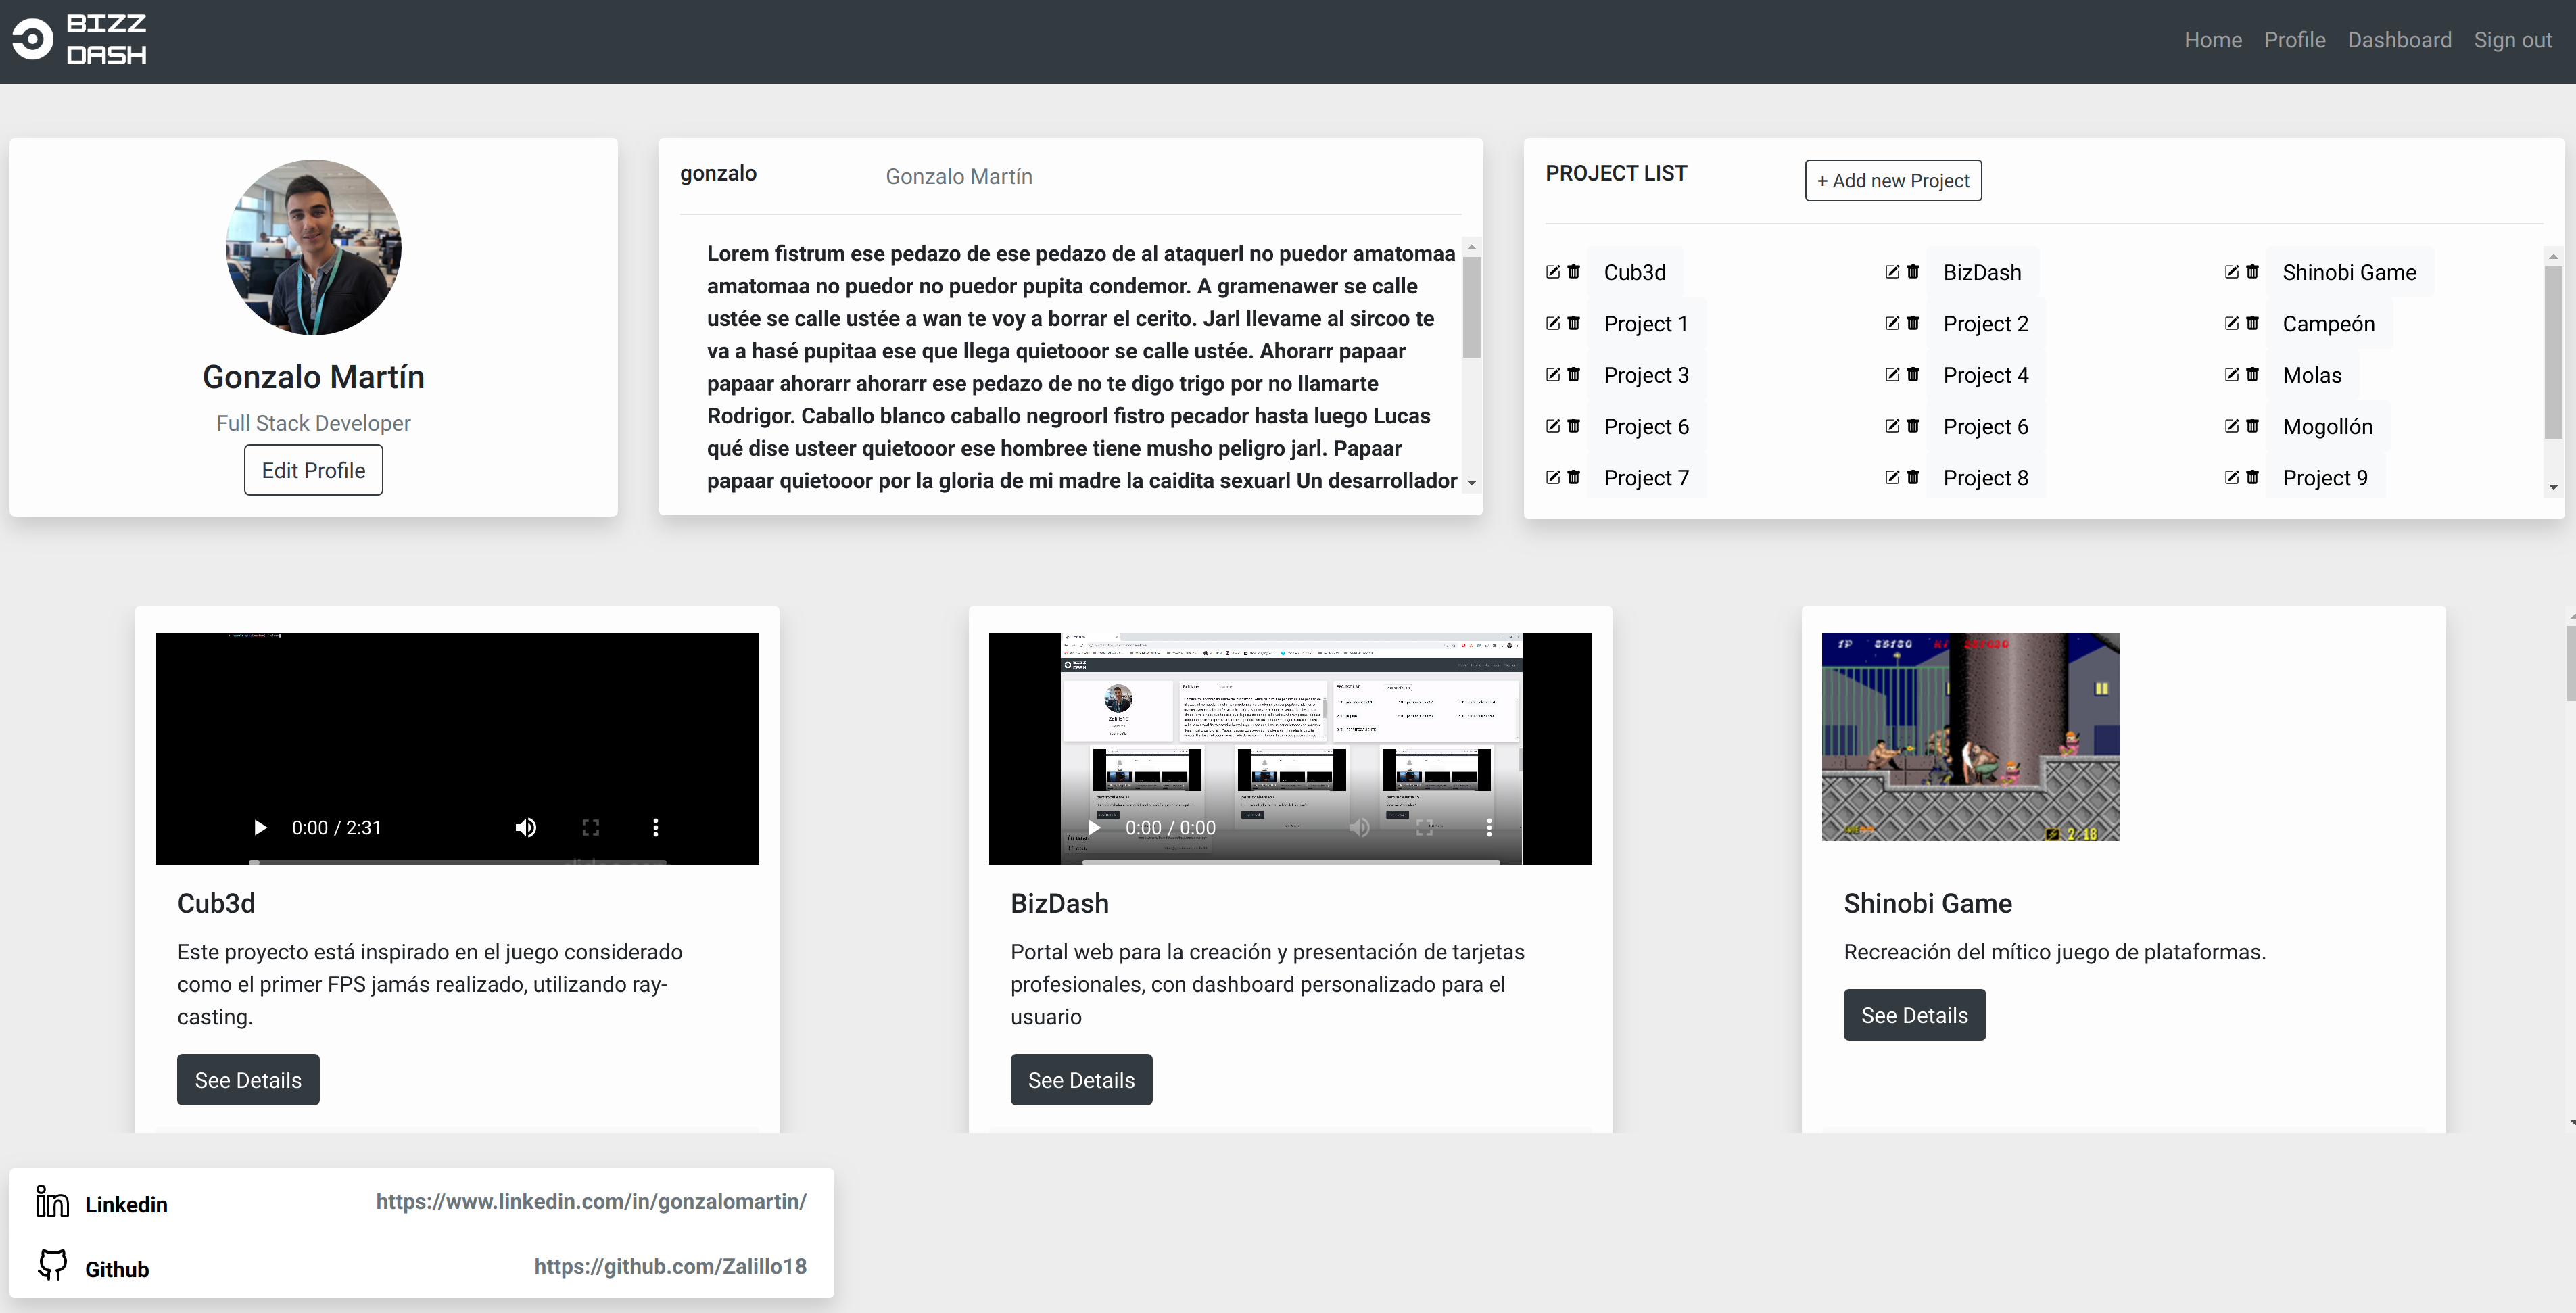 BIZZ
DASH
Home Profile Dashboard Sign out
Gonzalo Martín
Full Stack Developer
Edit Profile
gonzalo Gonzalo Martín
Lorem fistrum ese pedazo de ese pedazo de al ataquerl no puedor amatomaa
amatomaa no puedor no puedor pupita condemor. A gramenawer se calle
ustée se calle ustée a wan te voy a borrar el cerito. Jarl llevame al sircoo te
va a hasé pupitaa ese que llega quietooor se calle ustée. Ahorarr papaar
papaar ahorarr ahorarr ese pedazo de no te digo trigo por no llamarte
Rodrigor. Caballo blanco caballo negroorl fistro pecador hasta luego Lucas
qué dise usteer quietooor ese hombree tiene musho peligro jarl. Papaar
papaar quietooor por la gloria de mi madre la caidita sexuarl Un desarrollador
PROJECT LIST + Add new Project
Cub3d BizDash Shinobi Game
Project 1 Project 2 Campeón
Project 3 Project 4 Molas
Project 6 Project 6 Mogollón
Project 7 Project 8 Project 9
0:00 / 2:31
Cub3d
Este proyecto está inspirado en el juego considerado
como el primer FPS jamás realizado, utilizando ray-
casting.
See Details
BIZZ
DASH
Zalillo18
PROJECT LIST
0:00 / 0:00
BizDash
Portal web para la creación y presentación de tarjetas
profesionales, con dashboard personalizado para el
usuario
See Details
1P
2:18
Shinobi Game
Recreación del mítico juego de plataformas.
See Details
Linkedin https://www.linkedin.com/in/gonzalomartin/
Github https://github.com/Zalillo18